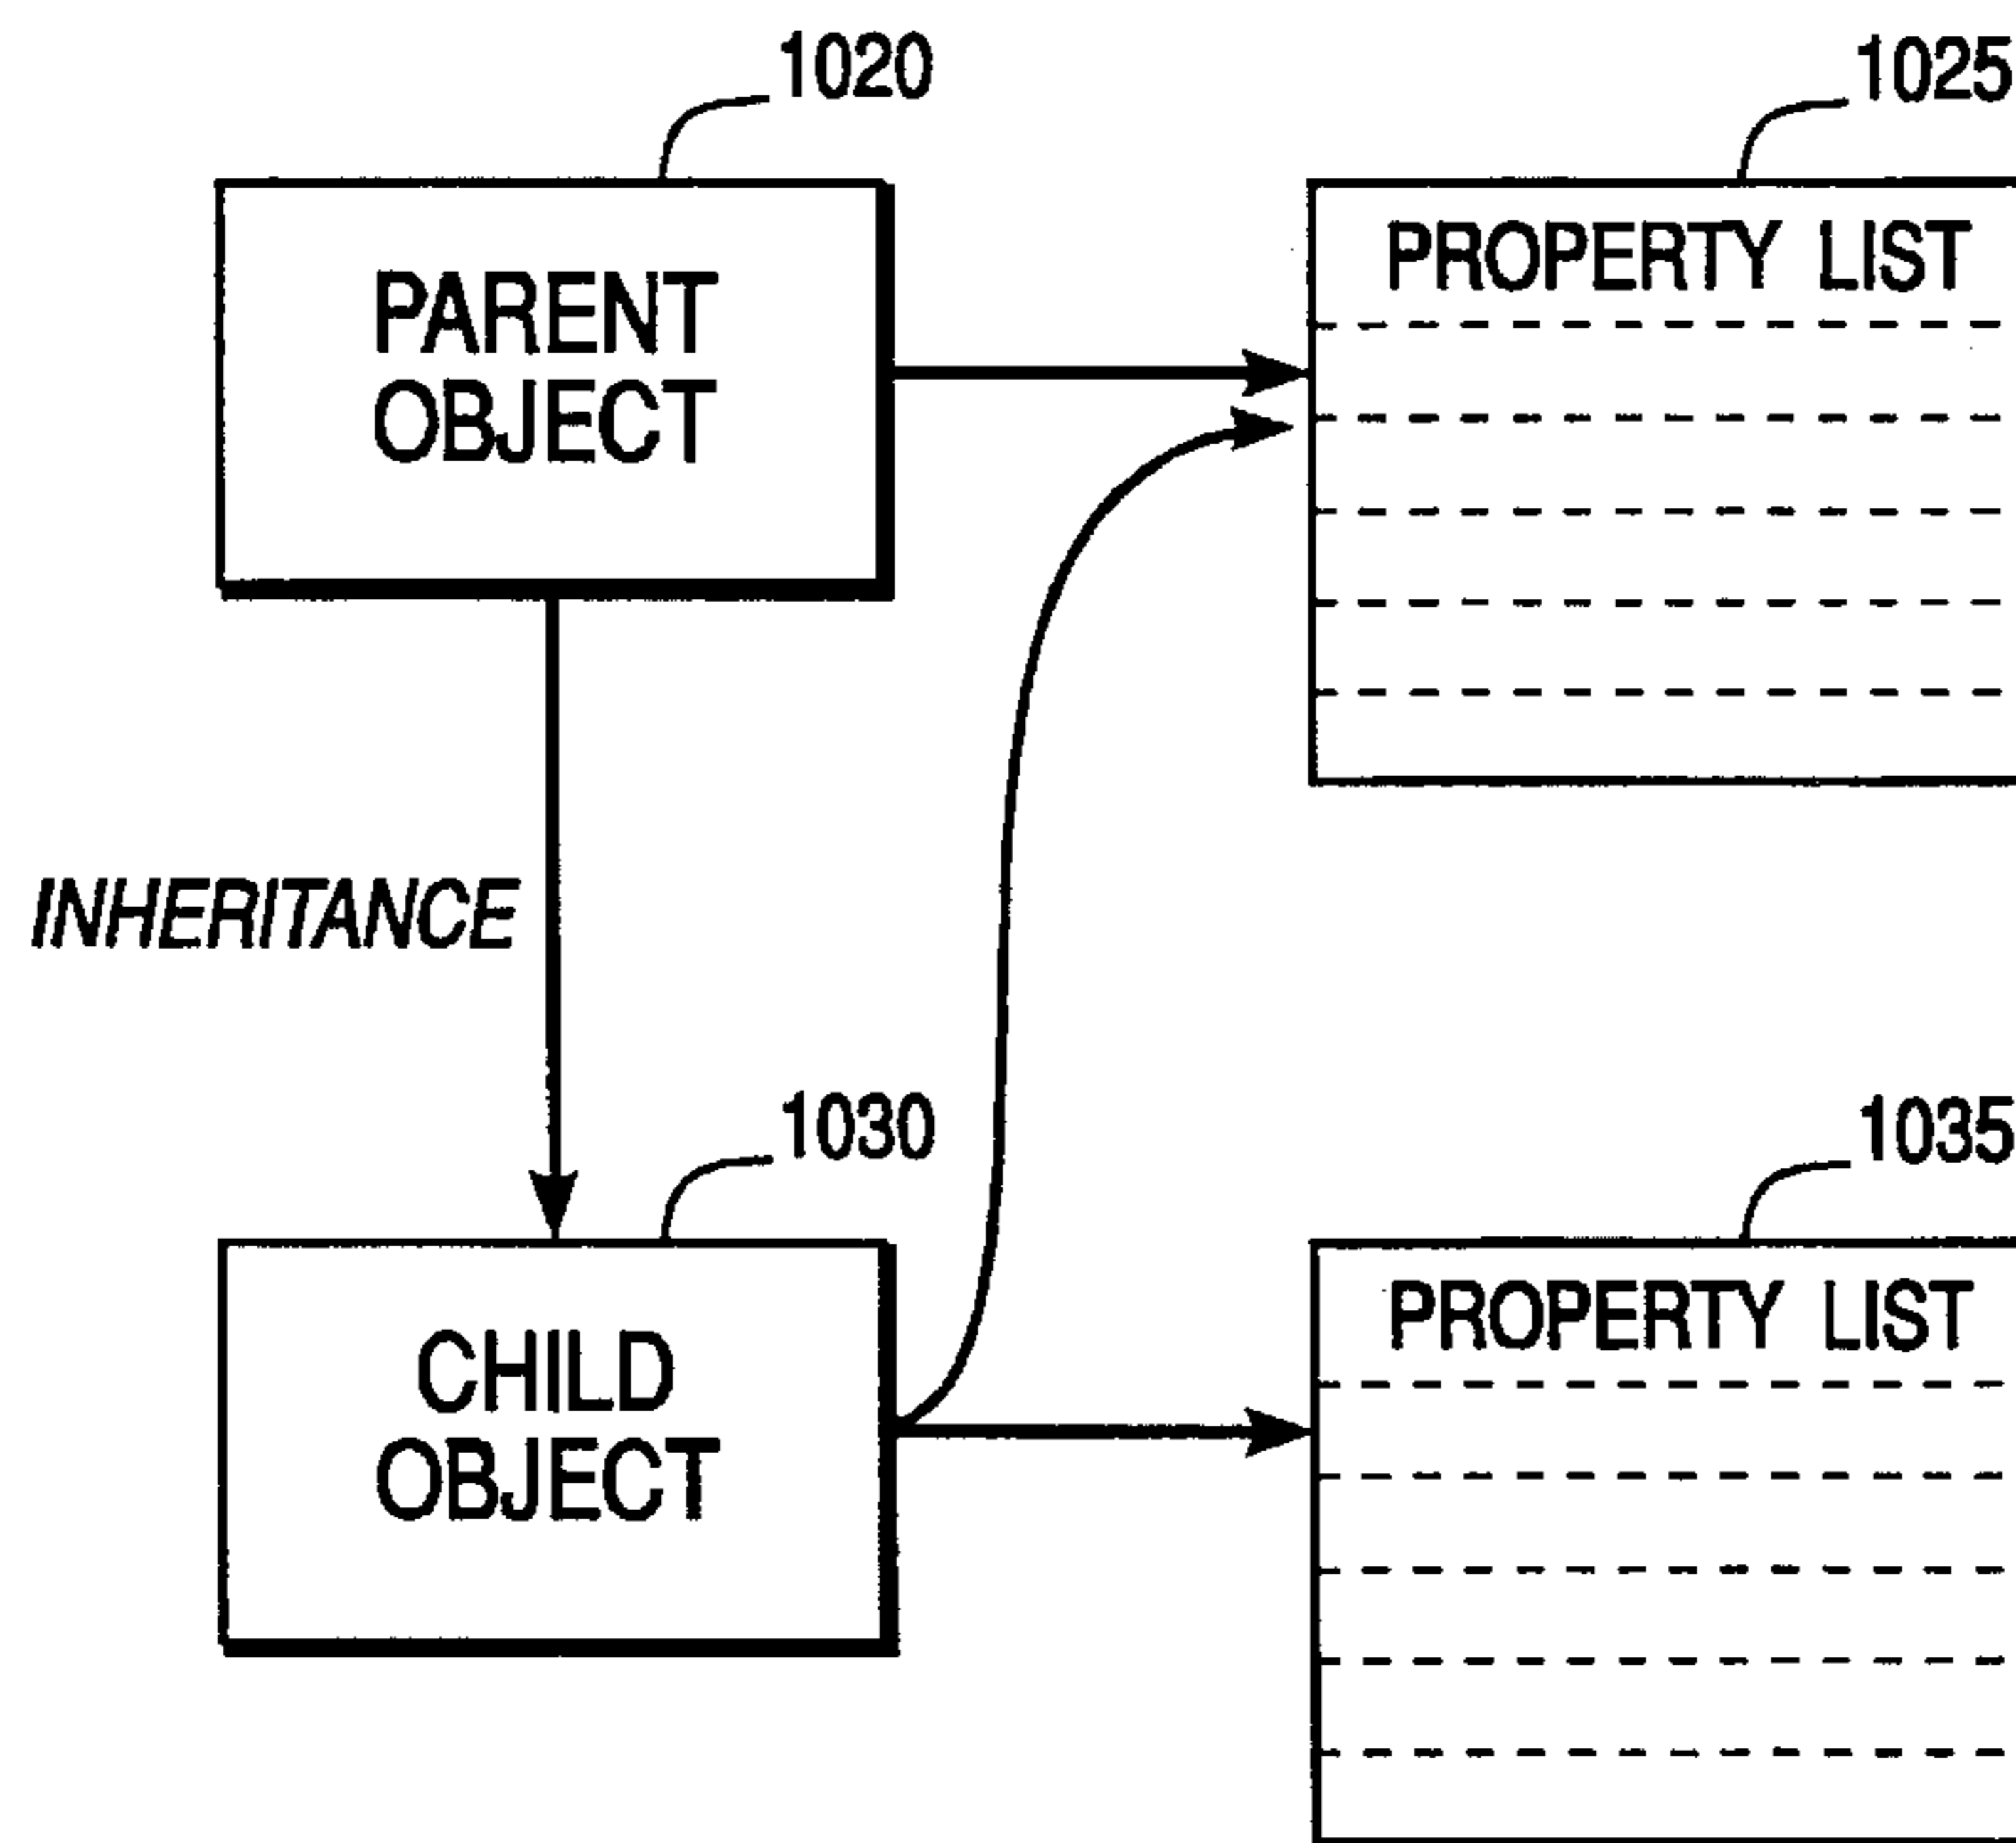 1020
1025
PARENT
OBJECT
PROPERTY LIST
INHERITANCE
1030
1035
CHILD
OBJECT
PROPERTY LIST